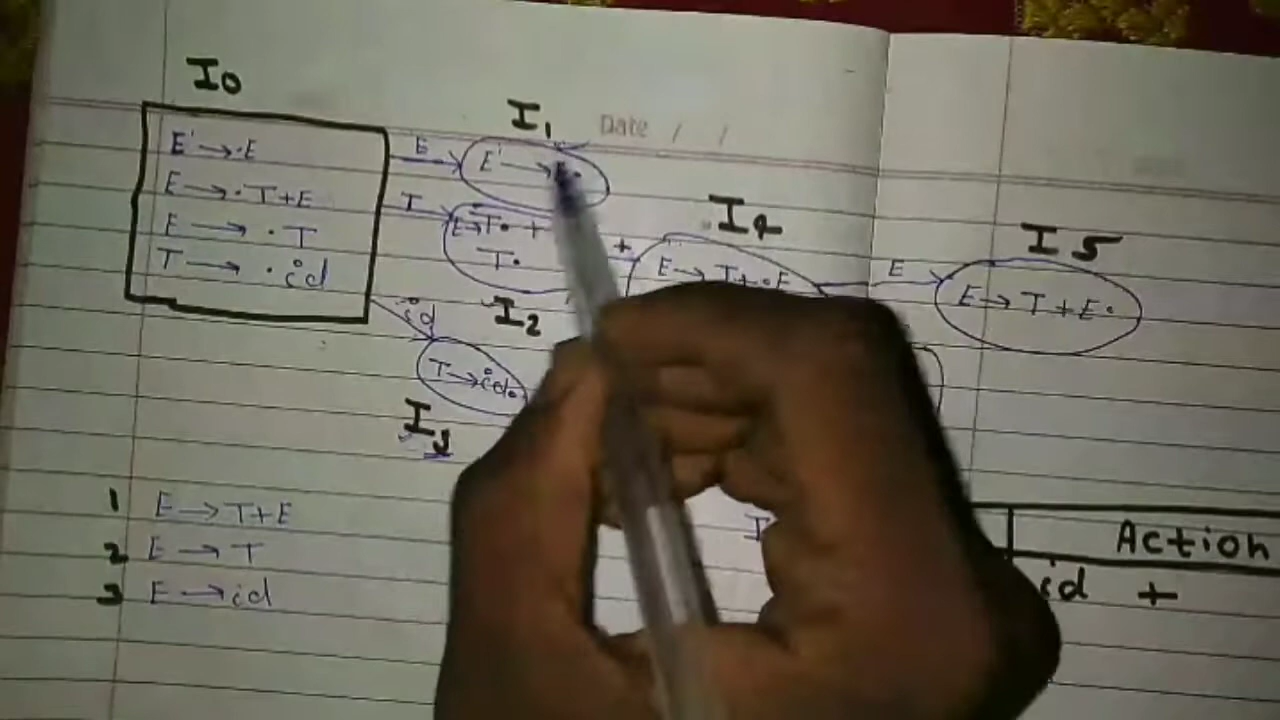 I0
I1
Date / /
E' → .E
E
E' → E.
E → . T+E
T
E → T. +
I4
I5
E → . T
T.
+
E → T+.E
E
E → T + E.
T → . id
id
I2
T → id.
I3
1 E → T+E
2 E → T
Action
3 E → id
id +